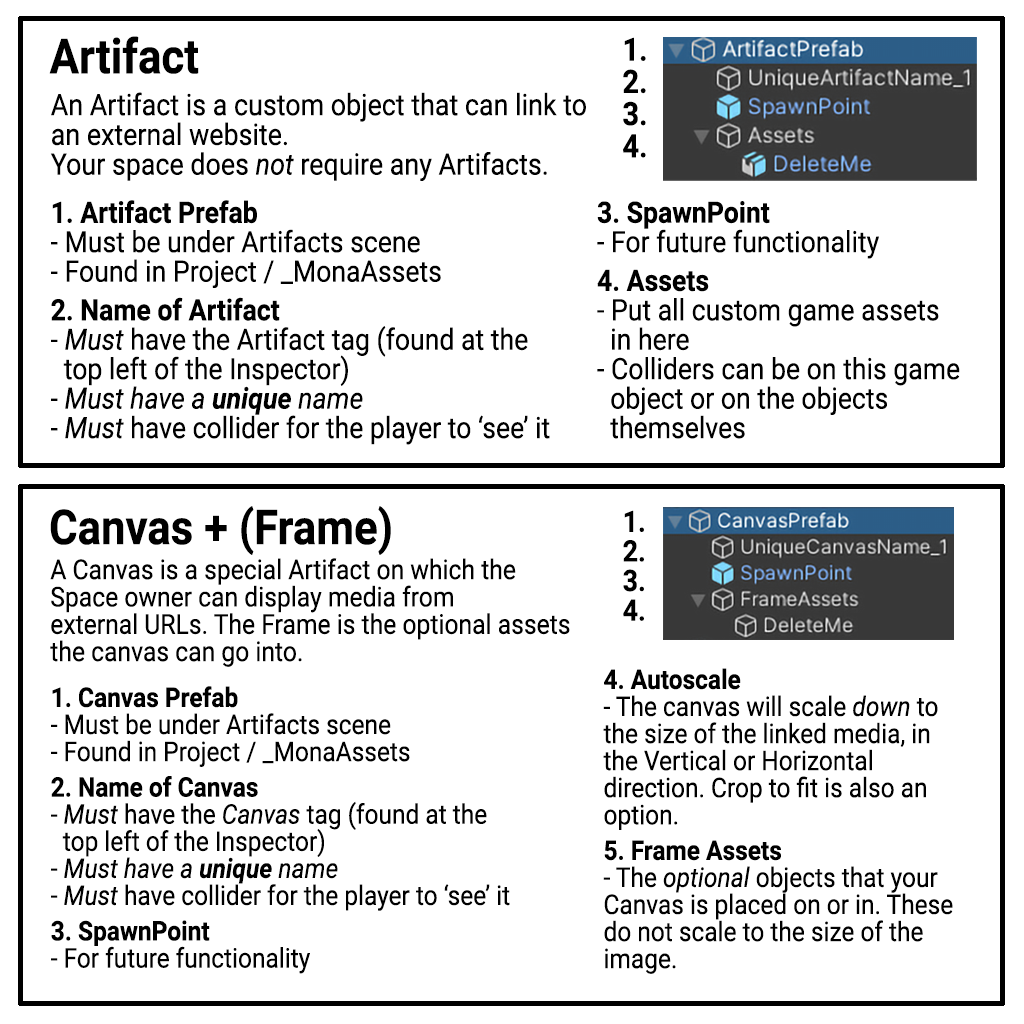 Artifact
An Artifact is a custom object that can link to
an external website.
Your space does not require any Artifacts.
1. Artifact Prefab
- Must be under Artifacts scene
- Found in Project / _MonaAssets
2. Name of Artifact
- Must have the Artifact tag (found at the
top left of the Inspector)
- Must have a unique name
- Must have collider for the player to ‘see’ it
1. ArtifactPrefab
2. UniqueArtifactName_1
3. SpawnPoint
4. Assets
DeleteMe
3. SpawnPoint
- For future functionality
4. Assets
- Put all custom game assets
in here
- Colliders can be on this game
object or on the objects
themselves
Canvas + (Frame)
A Canvas is a special Artifact on which the
Space owner can display media from
external URLs. The Frame is the optional assets
the canvas can go into.
1. Canvas Prefab
- Must be under Artifacts scene
- Found in Project / _MonaAssets
2. Name of Canvas
- Must have the Canvas tag (found at the
top left of the Inspector)
- Must have a unique name
- Must have collider for the player to ‘see’ it
3. SpawnPoint
- For future functionality
1. CanvasPrefab
2. UniqueCanvasName_1
3. SpawnPoint
4. FrameAssets
DeleteMe
4. Autoscale
- The canvas will scale down to
the size of the linked media, in
the Vertical or Horizontal
direction. Crop to fit is also an
option.
5. Frame Assets
- The optional objects that your
Canvas is placed on or in. These
do not scale to the size of the
image.